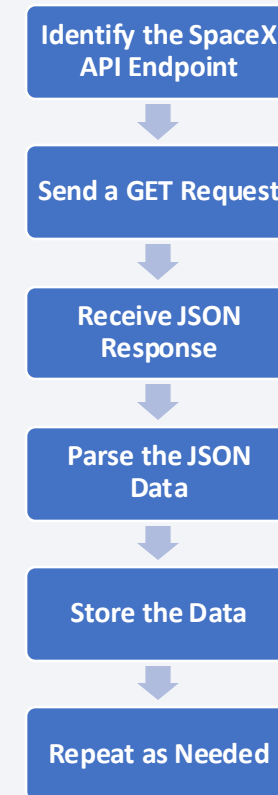 Identify the SpaceX
API Endpoint
Send a GET Request
Receive JSON
Response
Parse the JSON
Data
Store the Data
Repeat as Needed